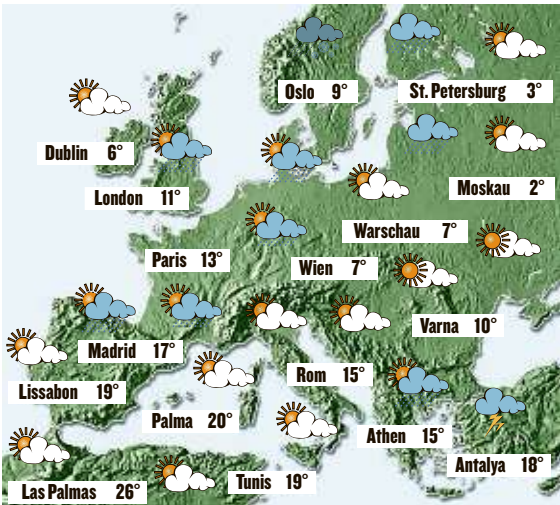 Oslo 9°
St. Petersburg 3°
Dublin 6°
London 11°
Moskau 2°
Warschau 7°
Paris 13°
Wien 7°
Varna 10°
Madrid 17°
Lissabon 19°
Rom 15°
Palma 20°
Athen 15°
Antalya 18°
Las Palmas 26°
Tunis 19°